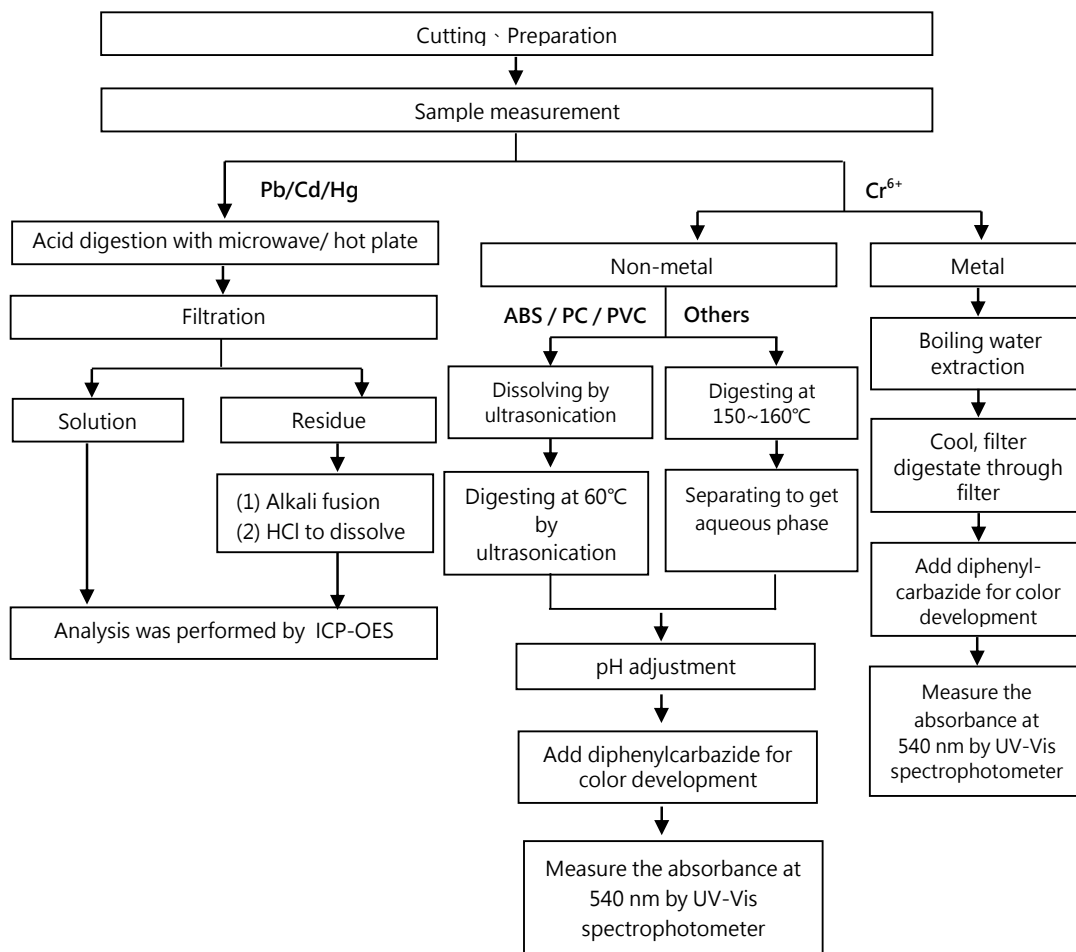 Cutting、Preparation
Sample measurement
Pb/Cd/Hg
Cr⁶⁺
Acid digestion with microwave/ hot plate
Non-metal
Metal
Filtration
ABS / PC / PVC
Others
Boiling water
extraction
Solution
Residue
Dissolving by
ultrasonication
Digesting at
150~160℃
Cool, filter
digestate through
filter
(1) Alkali fusion
(2) HCl to dissolve
Digesting at 60℃
by
ultrasonication
Separating to get
aqueous phase
Add diphenyl-
carbazide for color
development
Analysis was performed by ICP-OES
pH adjustment
Measure the
absorbance at
540 nm by UV-Vis
spectrophotometer
Add diphenylcarbazide for
color development
Measure the absorbance at
540 nm by UV-Vis
spectrophotometer